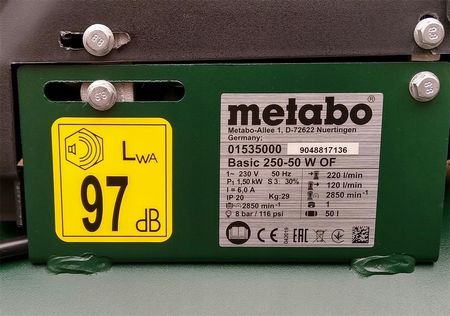 LWA
97 dB
metabo®
Metabo-Allee 1, D-72622 Nuertingen
Germany;
01535000 9048817136
Basic 250-50 W OF
1~ 230 V 50 Hz 220 l/min
P1 1,50 kW S 3. 30% 120 l/min
I = 6,0 A 2850 min-1
IP 20 Kg:29 1
2850 min-1 50 l
8 bar / 116 psi
CE EAC